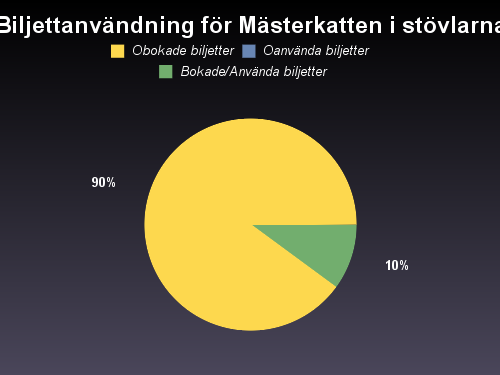 Biljettanvändning för Mästerkatten i stövlarna
Obokade biljetter Oanvända biljetter
Bokade/Använda biljetter
90%
10%